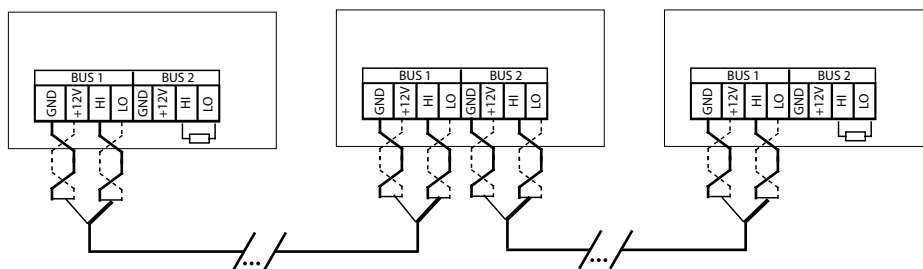 BUS 1 BUS 2
GND +12V HI LO GND +12V HI LO
BUS 1 BUS 2
GND +12V HI LO GND +12V HI LO
BUS 1 BUS 2
GND +12V HI LO GND +12V HI LO
... ...